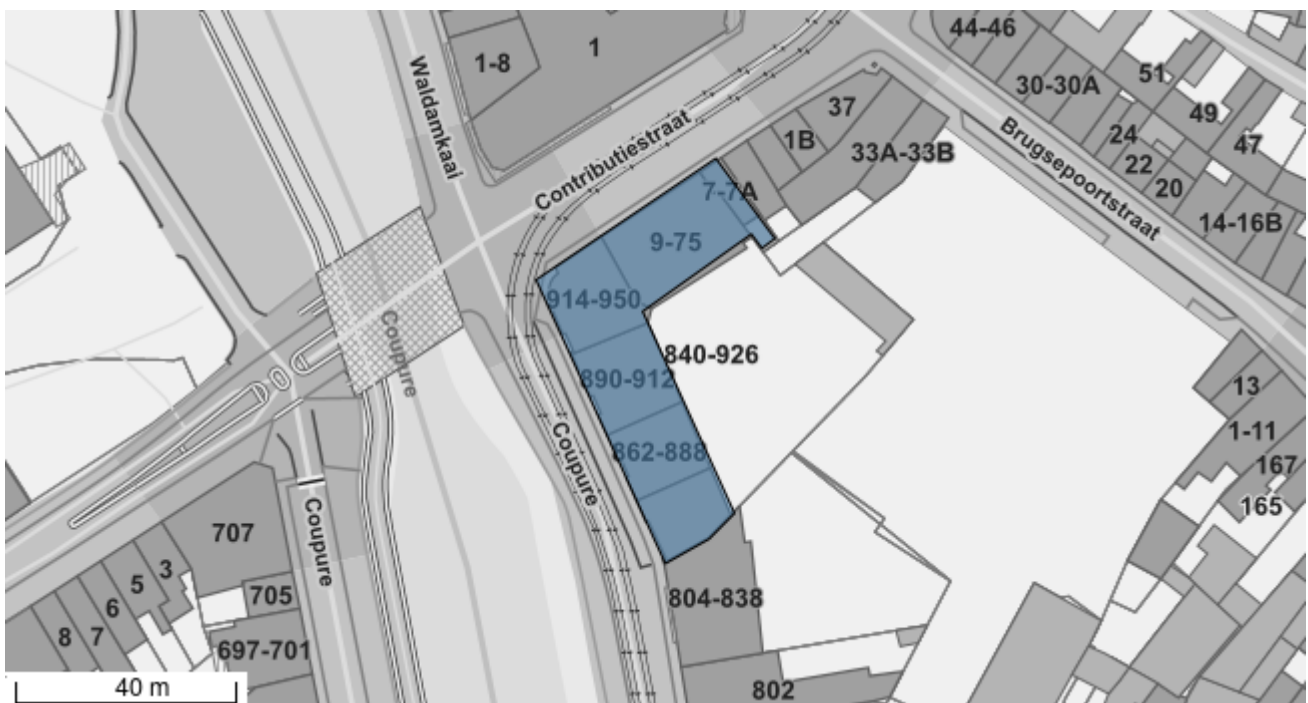 44-46
1-8
1
30-30A
51
49
47
24
22
20
14-16B
Waldamkaai
Contributiestraat
37
1B
33A-33B
Brugsepoortstraat
7-7A
9-75
914-950
840-926
890-912
862-888
Coupure
Coupure
Coupure
13
1-11
167
165
707
3
5
6
7
8
705
697-701
804-838
802
40 m